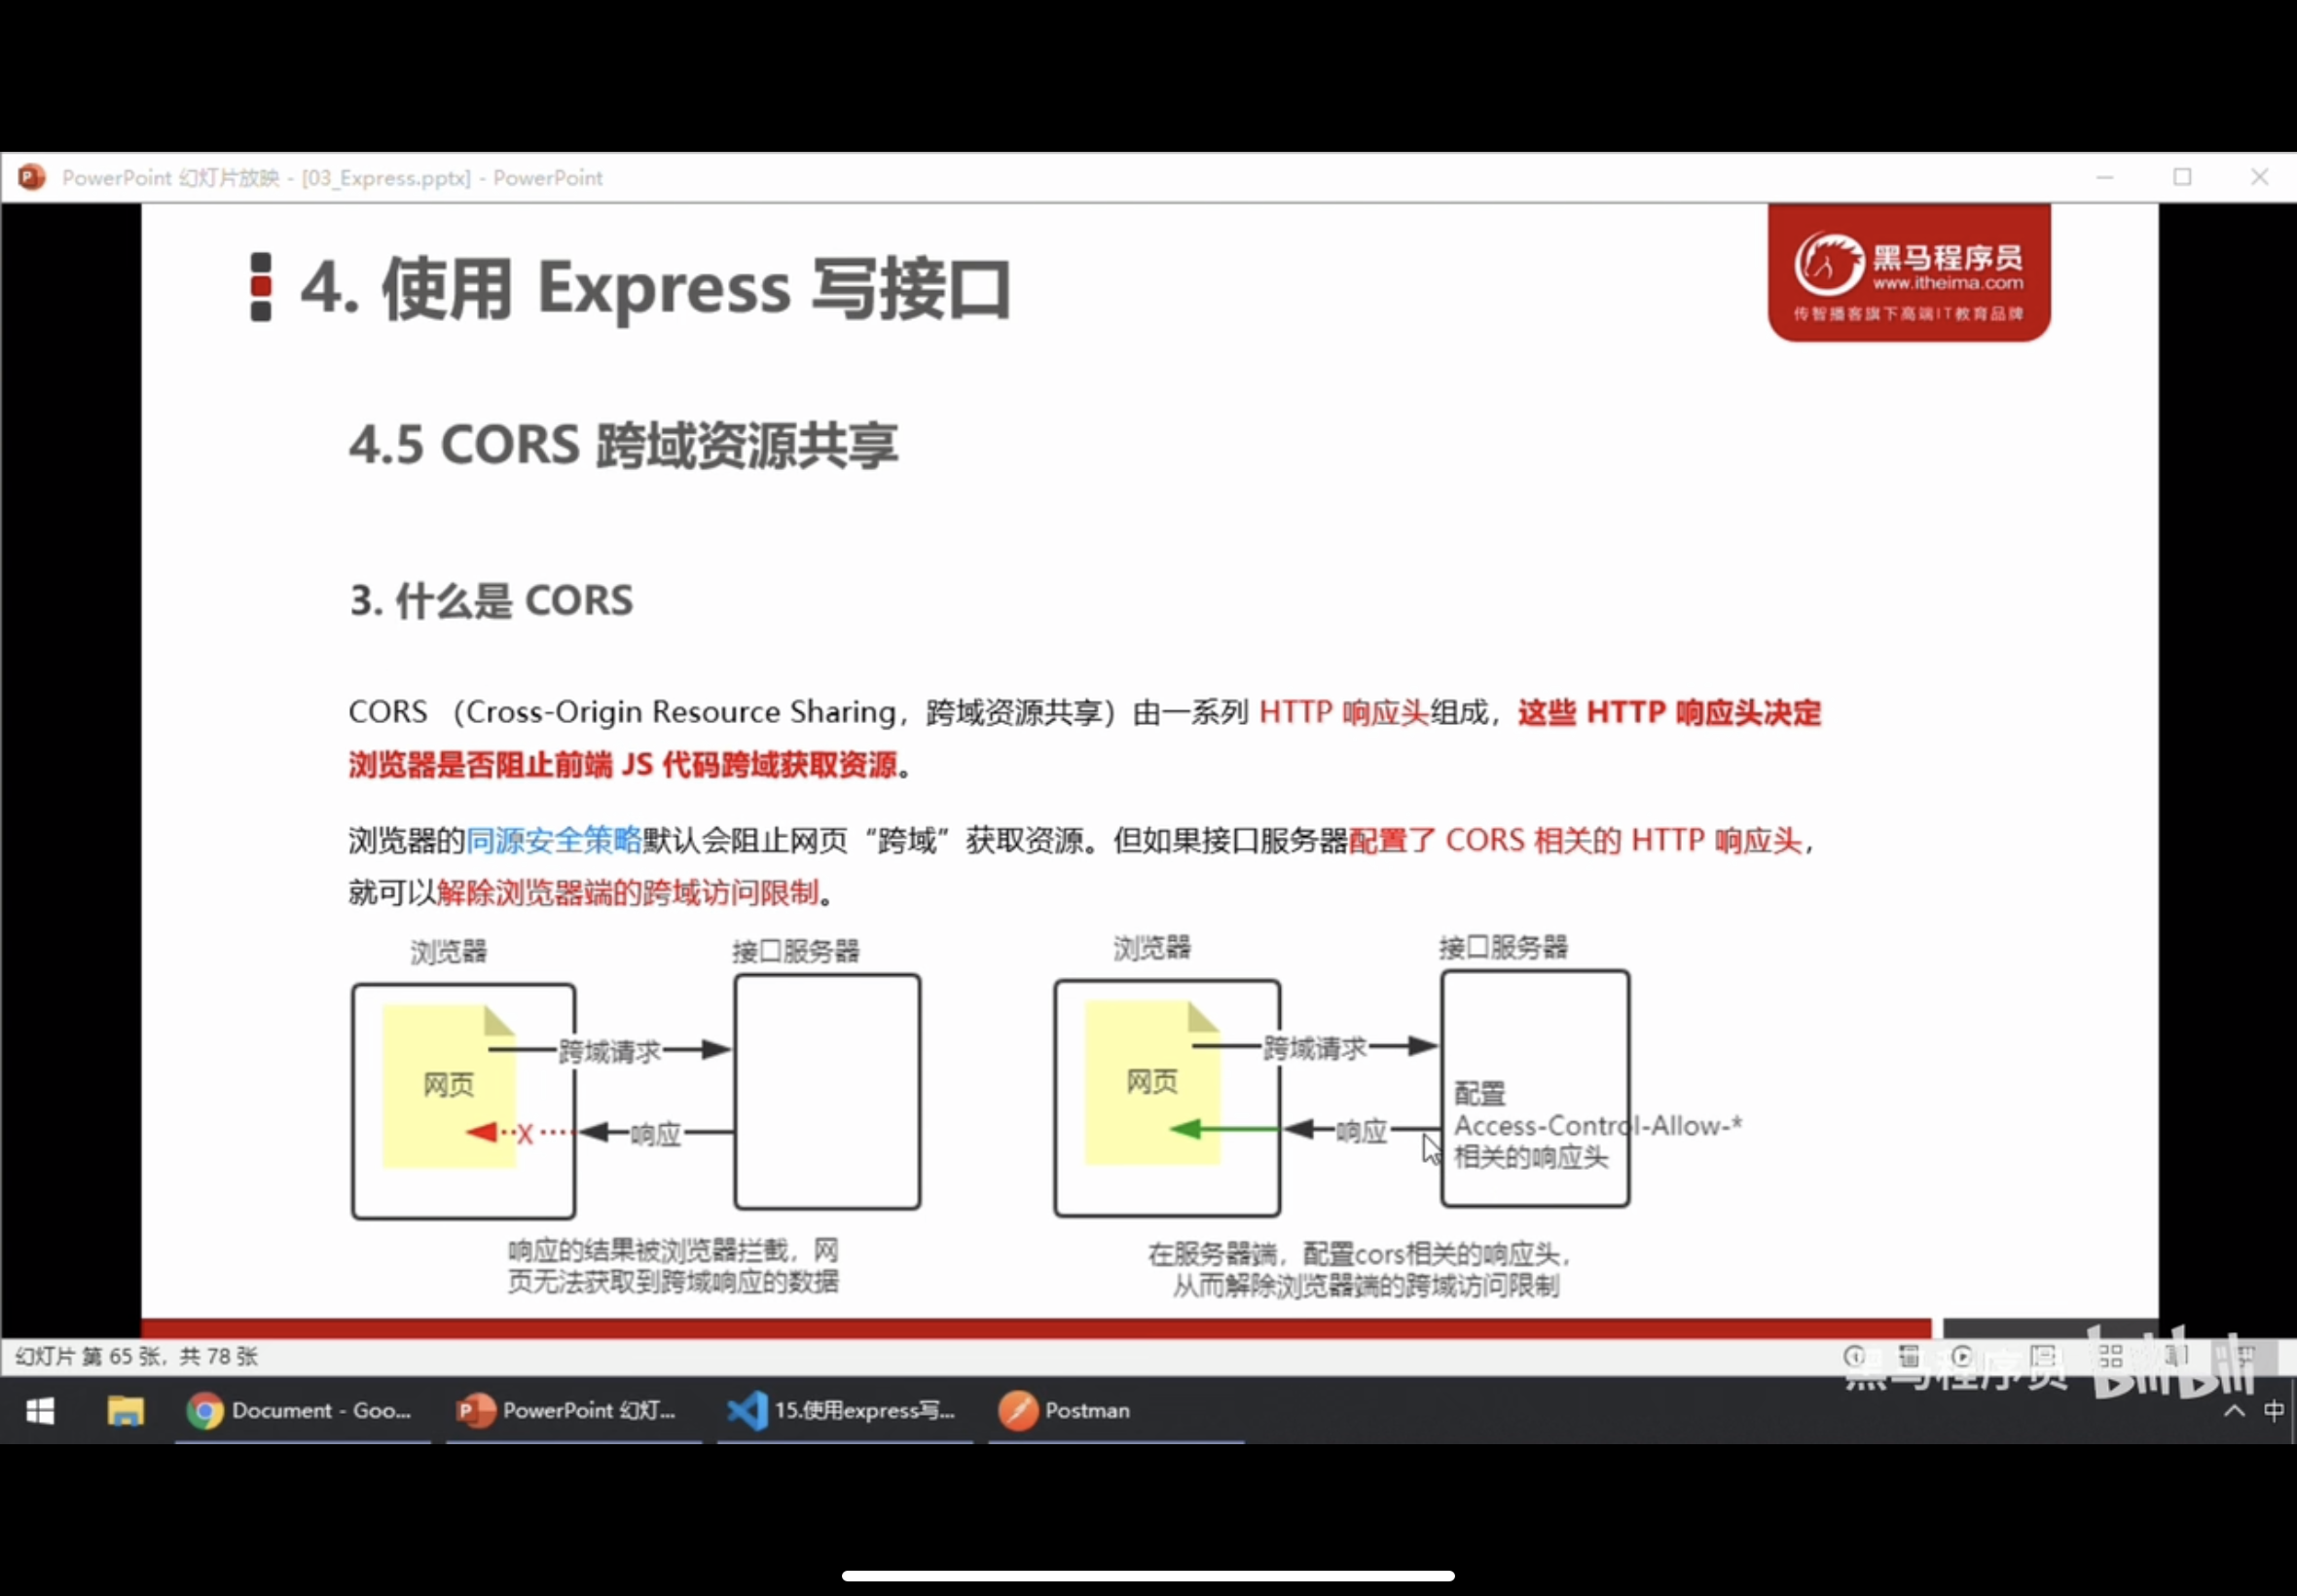 PowerPoint 幻灯片放映 - [03_Express.pptx] - PowerPoint
4. 使用 Express 写接口
黑马程序员
www.itheima.com
传智播客旗下高端IT教育品牌
4.5 CORS 跨域资源共享
3. 什么是 CORS
CORS （Cross-Origin Resource Sharing，跨域资源共享）由一系列 HTTP 响应头组成，这些 HTTP 响应头决定
浏览器是否阻止前端 JS 代码跨域获取资源。
浏览器的同源安全策略默认会阻止网页“跨域”获取资源。但如果接口服务器配置了 CORS 相关的 HTTP 响应头，
就可以解除浏览器端的跨域访问限制。
浏览器
接口服务器
网页
跨域请求
X
响应
响应的结果被浏览器拦截，网
页无法获取到跨域响应的数据
浏览器
接口服务器
网页
跨域请求
响应
配置
Access-Control-Allow-*
相关的响应头
在服务器端，配置cors相关的响应头，
从而解除浏览器端的跨域访问限制
幻灯片 第 65 张，共 78 张
黑马程序员 bilibili
Document - Goo...
PowerPoint 幻灯...
15.使用express写...
Postman
中